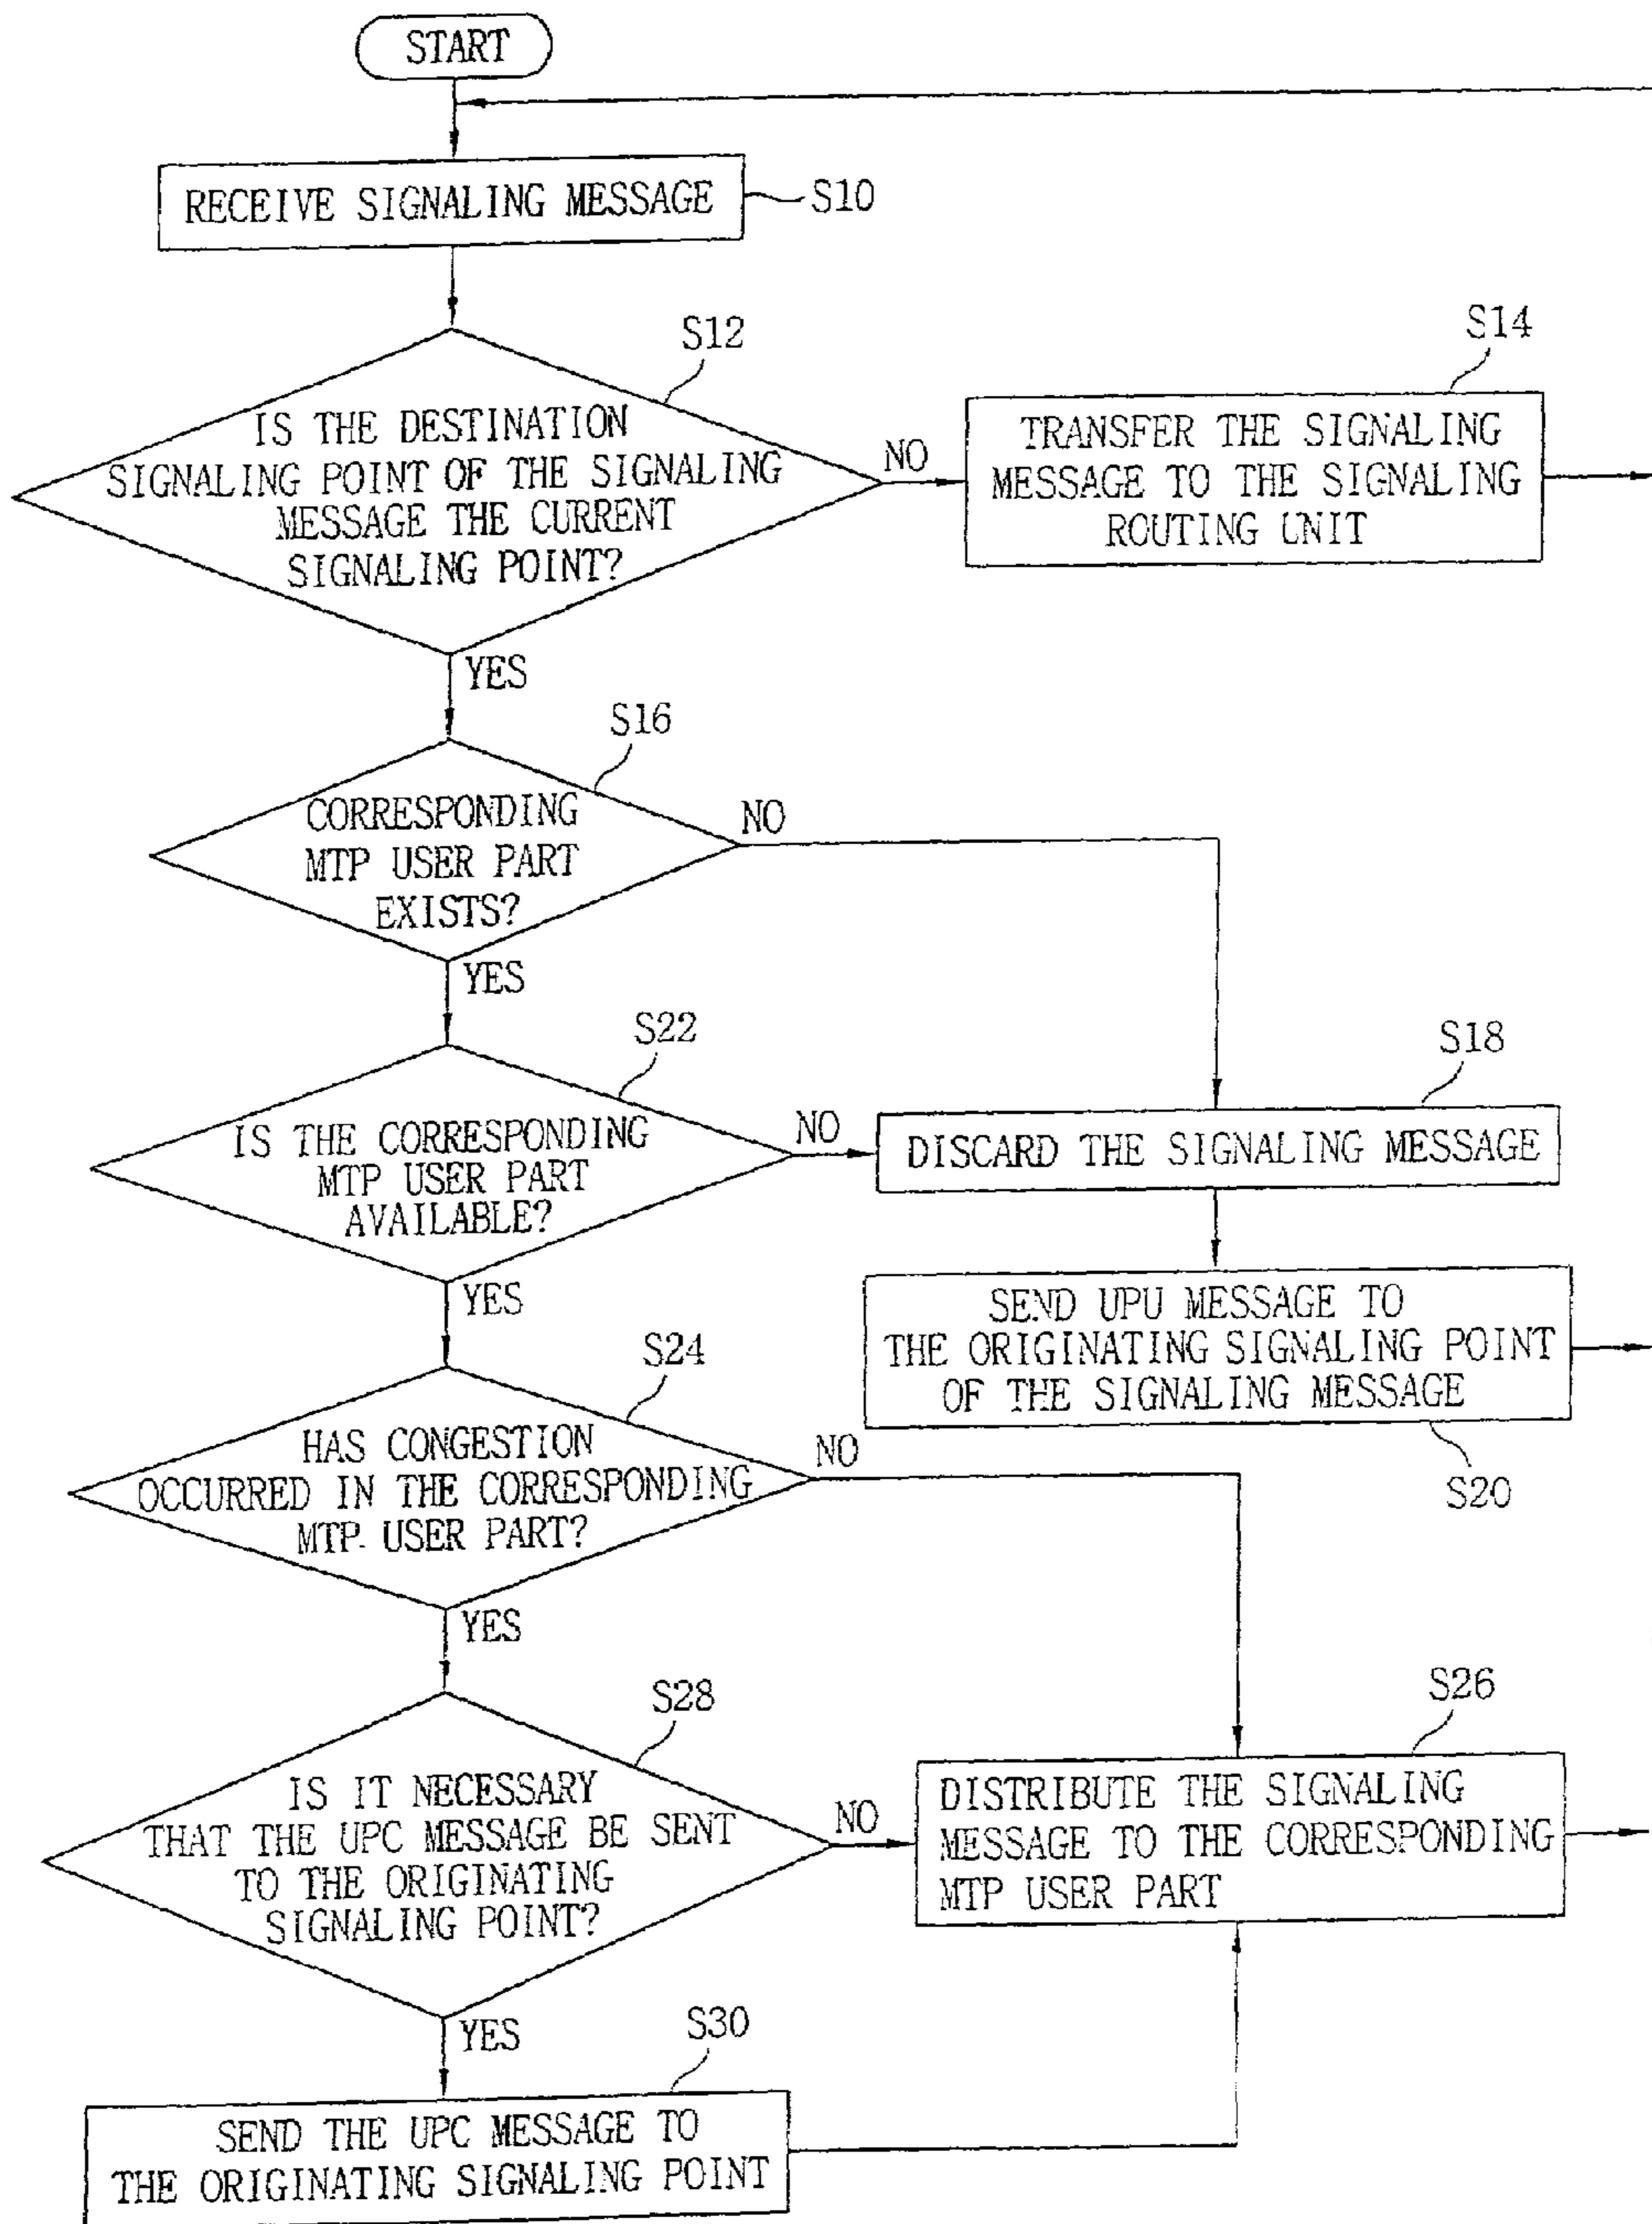 START
RECEIVE SIGNALING MESSAGE
S10
S12
IS THE DESTINATION
SIGNALING POINT OF THE SIGNALING
MESSAGE THE CURRENT
SIGNALING POINT?
NO
S14
TRANSFER THE SIGNALING
MESSAGE TO THE SIGNALING
ROUTING UNIT
YES
S16
CORRESPONDING
MTP USER PART
EXISTS?
NO
YES
S22
IS THE CORRESPONDING
MTP USER PART
AVAILABLE?
NO
S18
DISCARD THE SIGNALING MESSAGE
SEND UPU MESSAGE TO
THE ORIGINATING SIGNALING POINT
OF THE SIGNALING MESSAGE
S20
YES
S24
HAS CONGESTION
OCCURRED IN THE CORRESPONDING
MTP USER PART?
NO
YES
S28
IS IT NECESSARY
THAT THE UPC MESSAGE BE SENT
TO THE ORIGINATING
SIGNALING POINT?
NO
S26
DISTRIBUTE THE SIGNALING
MESSAGE TO THE CORRESPONDING
MTP USER PART
YES
S30
SEND THE UPC MESSAGE TO
THE ORIGINATING SIGNALING POINT